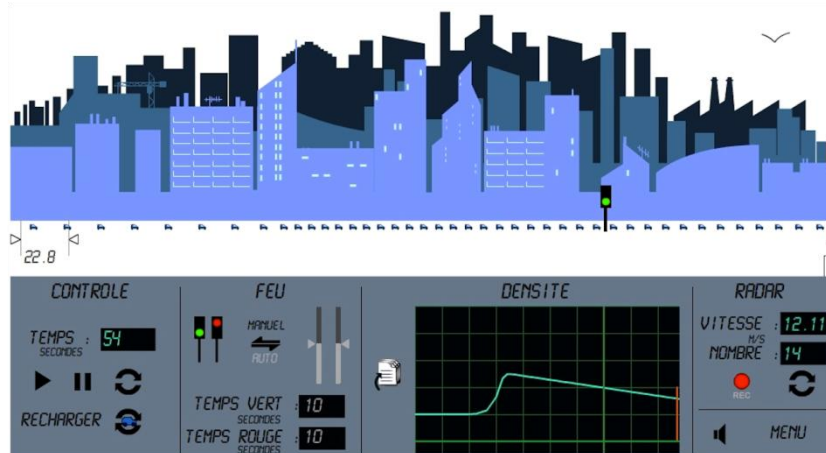 22.8
CONTROLE
TEMPS : 54
SECONDES
RECHARGER
FEU
MANUEL
AUTO
TEMPS VERT : 10
SECONDES
TEMPS ROUGE : 10
SECONDES
DENSITE
RADAR
VITESSE : 12.11
M/S
NOMBRE : 14
REC
MENU